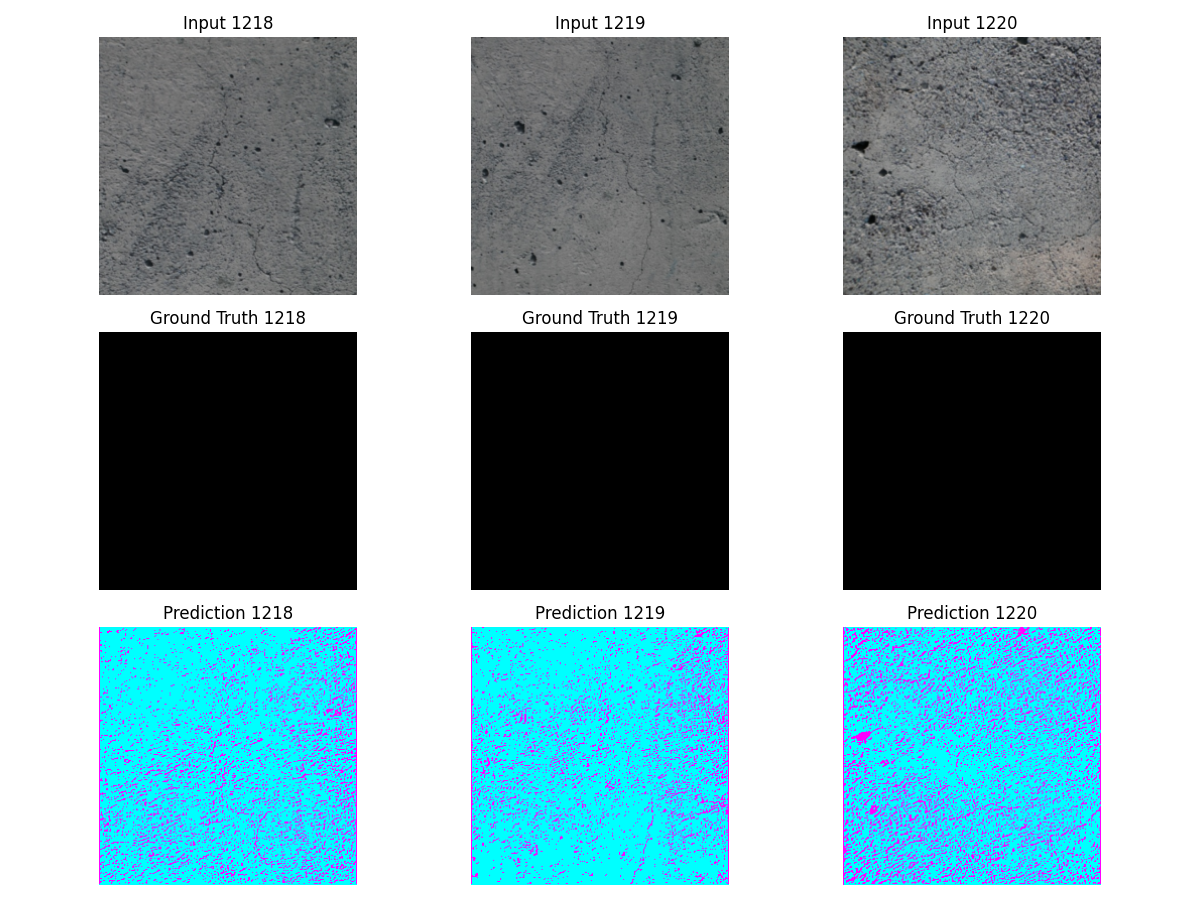 Input 1218
Input 1219
Input 1220
Ground Truth 1218
Ground Truth 1219
Ground Truth 1220
Prediction 1218
Prediction 1219
Prediction 1220